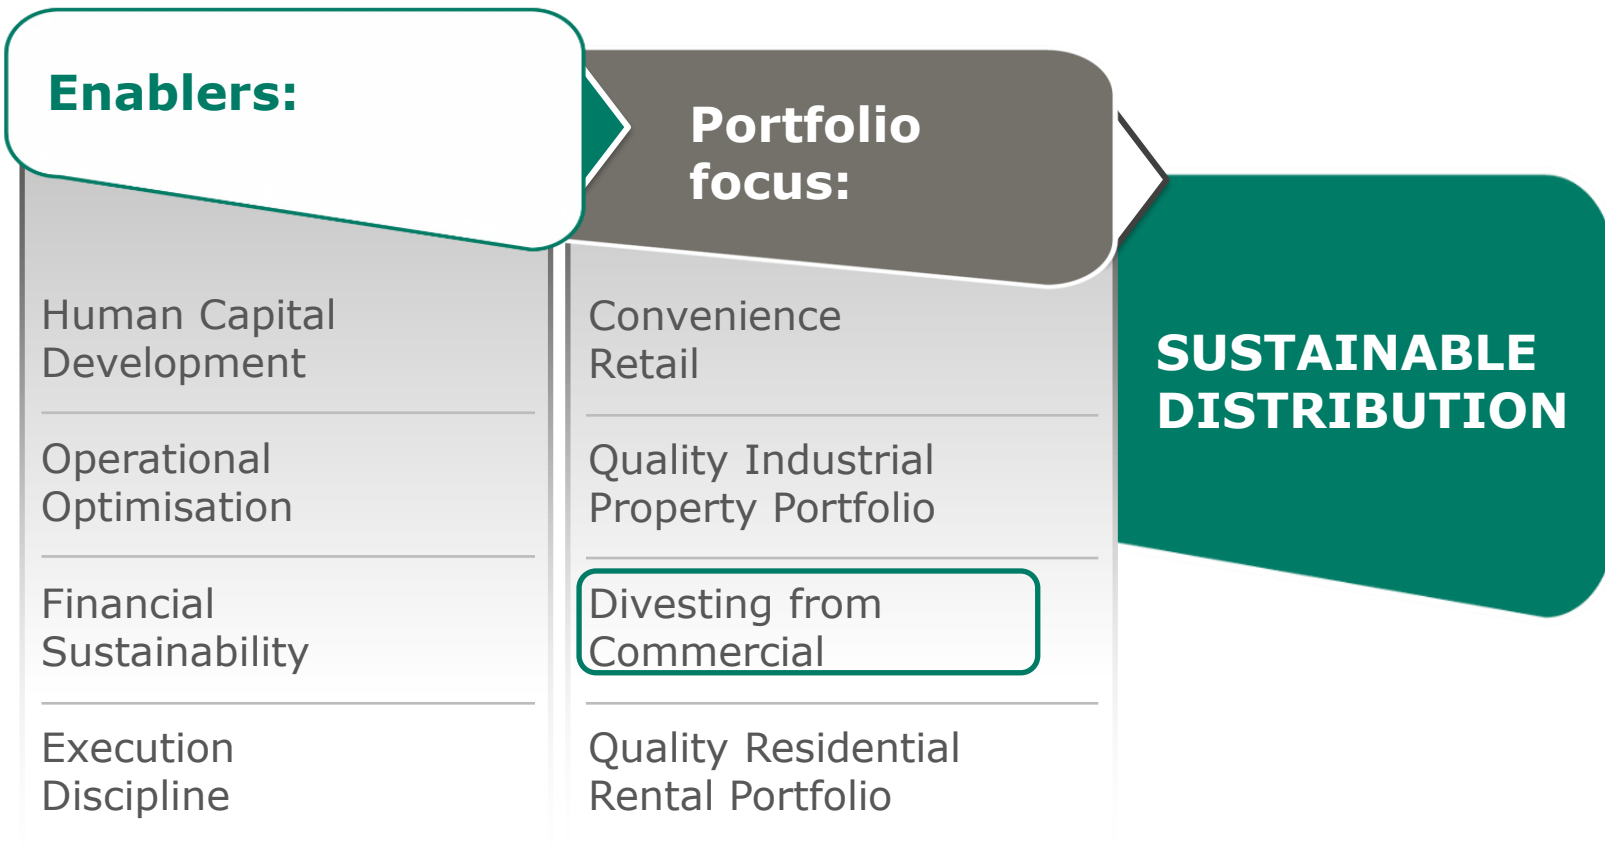 Enablers:
Human Capital
Development
Operational
Optimisation
Financial
Sustainability
Execution
Discipline
Portfolio
focus:
Convenience
Retail
Quality Industrial
Property Portfolio
Divesting from
Commercial
Quality Residential
Rental Portfolio
SUSTAINABLE
DISTRIBUTION